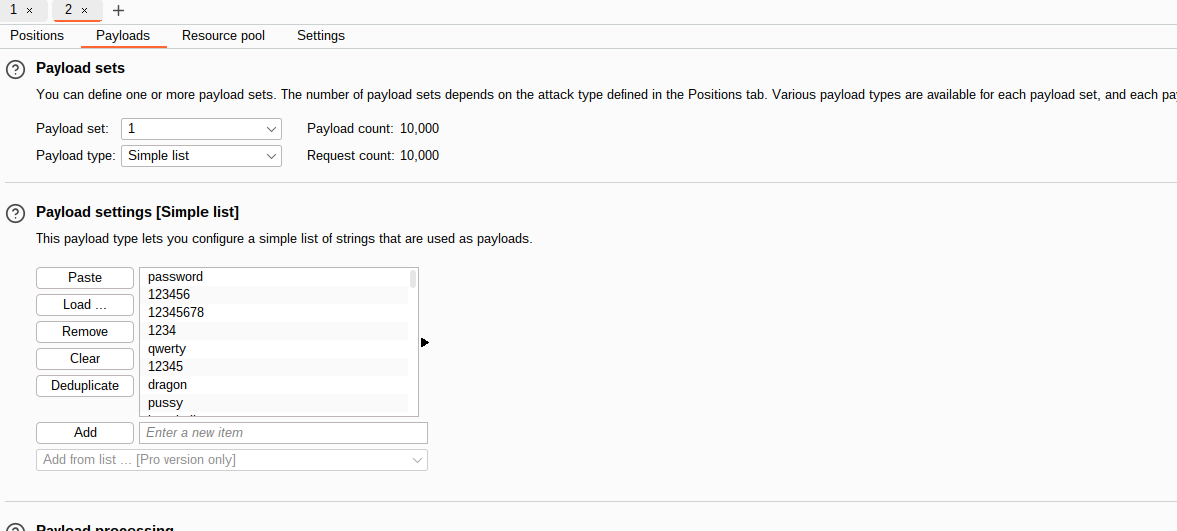 1 × 2 × +
Positions Payloads Resource pool Settings
? Payload sets
You can define one or more payload sets. The number of payload sets depends on the attack type defined in the Positions tab. Various payload types are available for each payload set, and each pa
Payload set: 1 Payload count: 10,000
Payload type: Simple list Request count: 10,000
? Payload settings [Simple list]
This payload type lets you configure a simple list of strings that are used as payloads.
Paste password
123456
Load ... 12345678
Remove 1234
qwerty
Clear 12345
Deduplicate dragon
pussy
Add Enter a new item
Add from list ... [Pro version only]
Payload processing